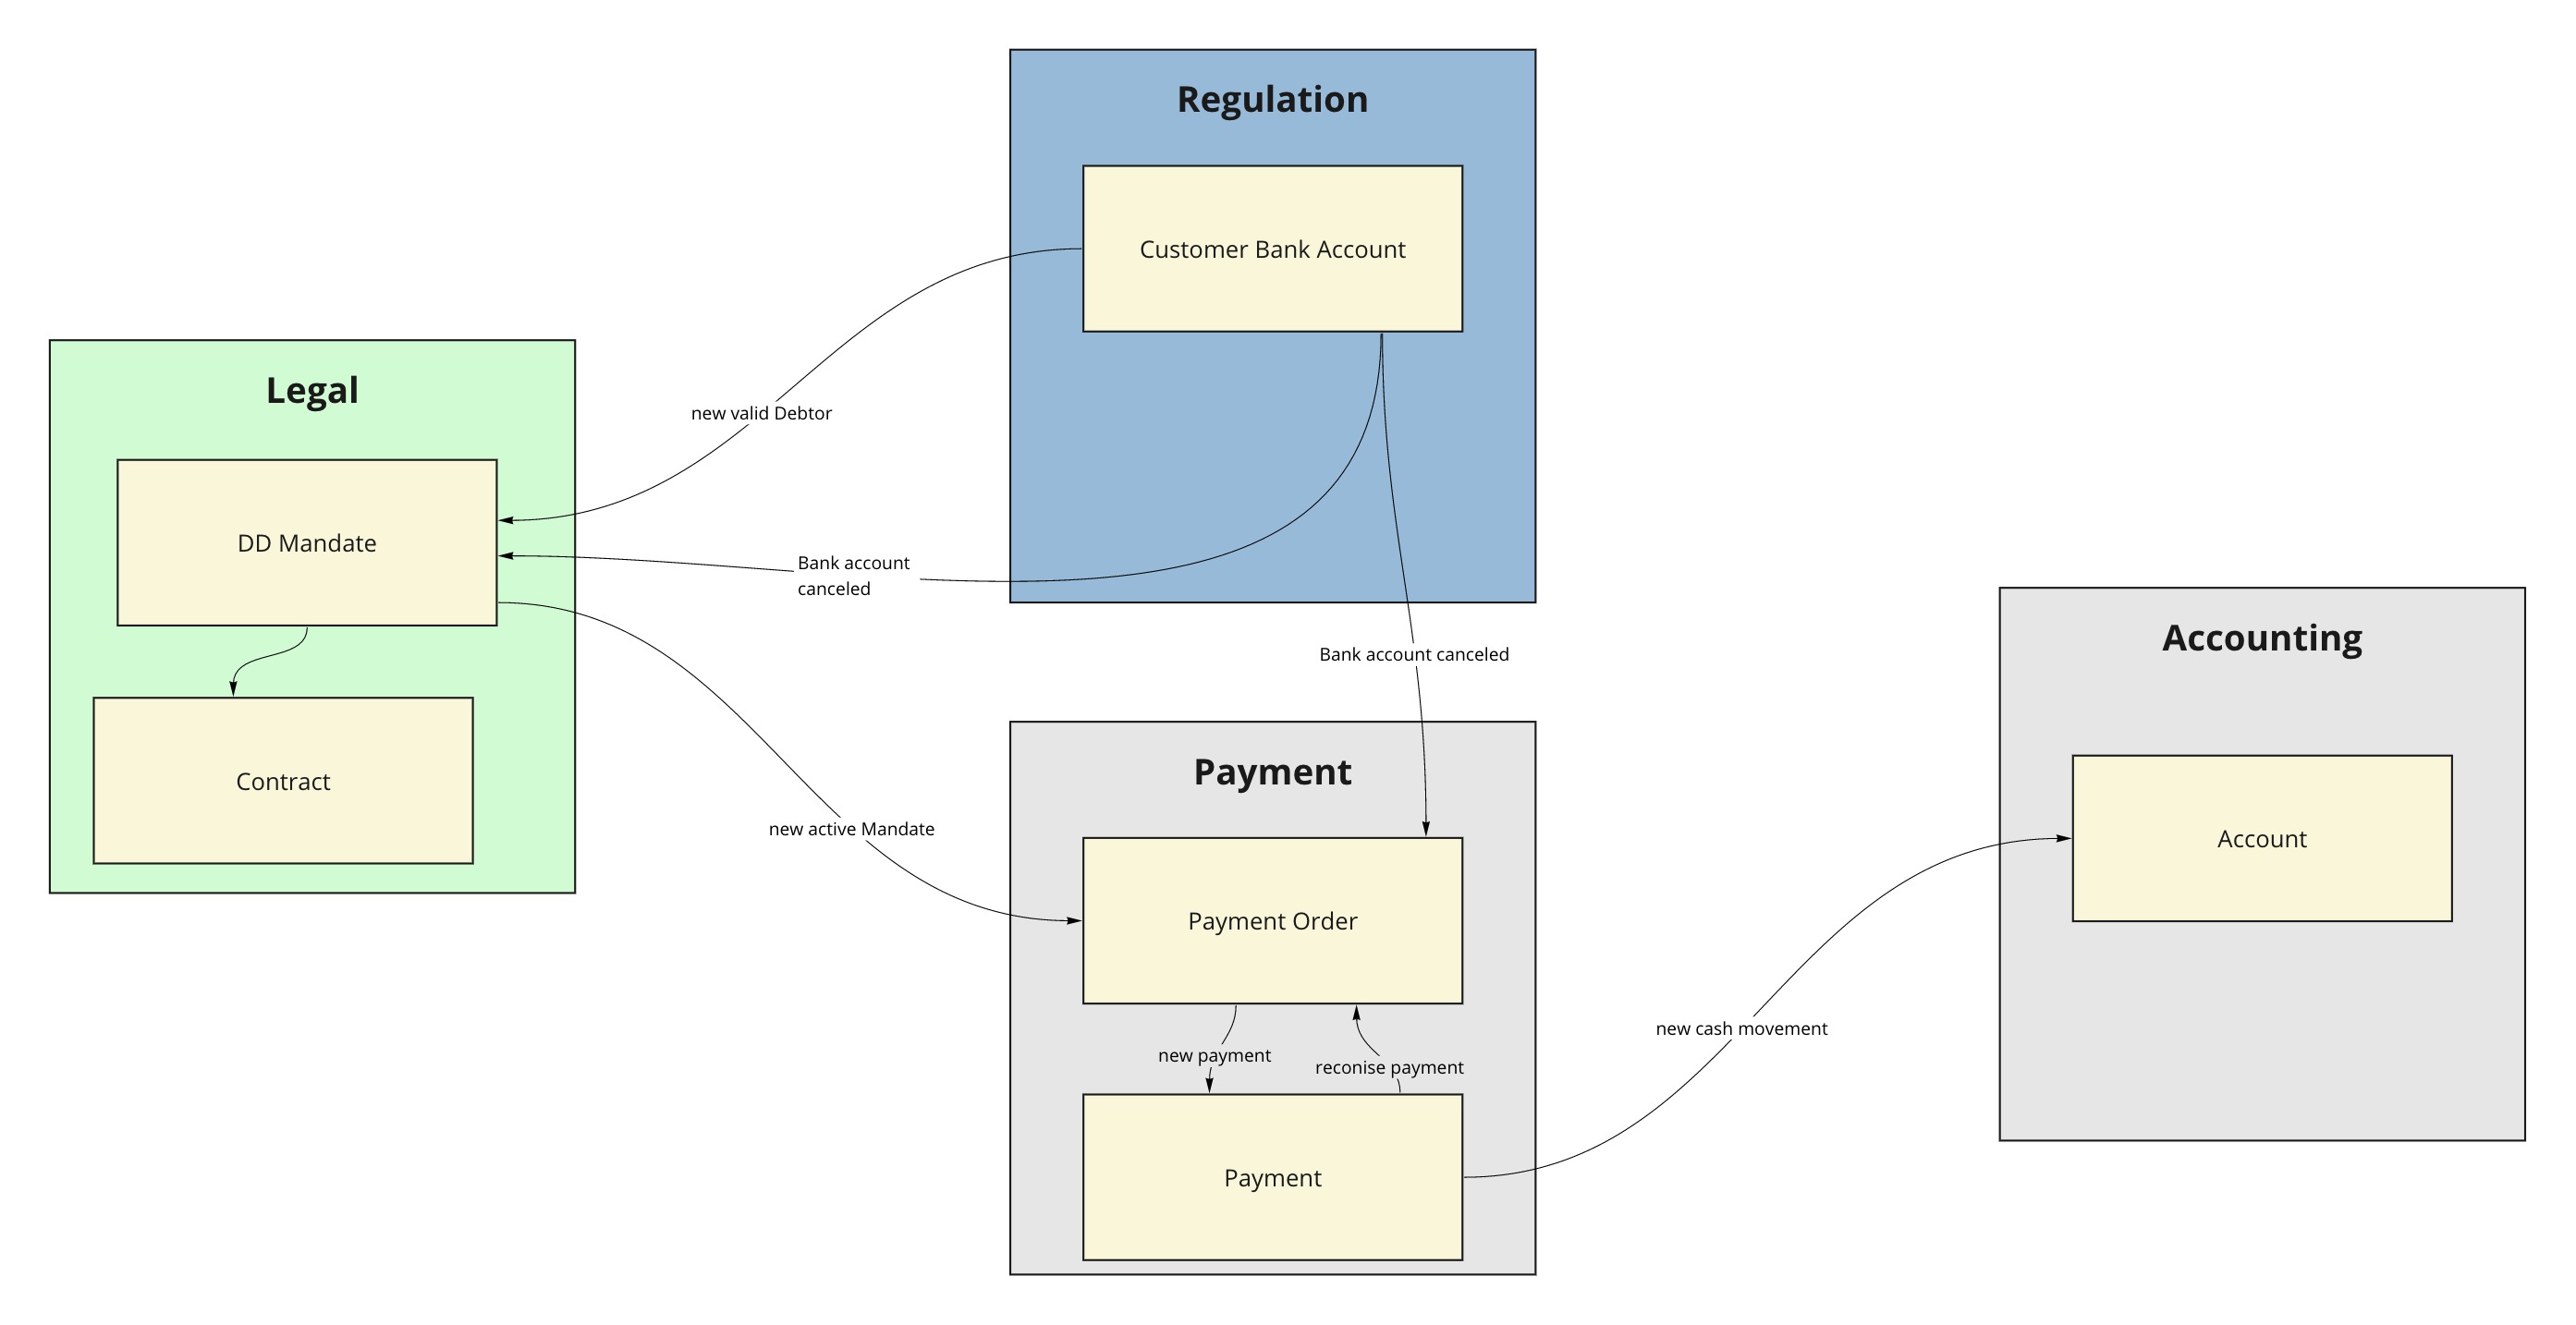 Regulation
Customer Bank Account
Legal
new valid Debtor
DD Mandate
Bank account
canceled
Accounting
Bank account canceled
Payment
Contract
new active Mandate
Account
Payment Order
new cash movement
new payment
reconise payment
Payment